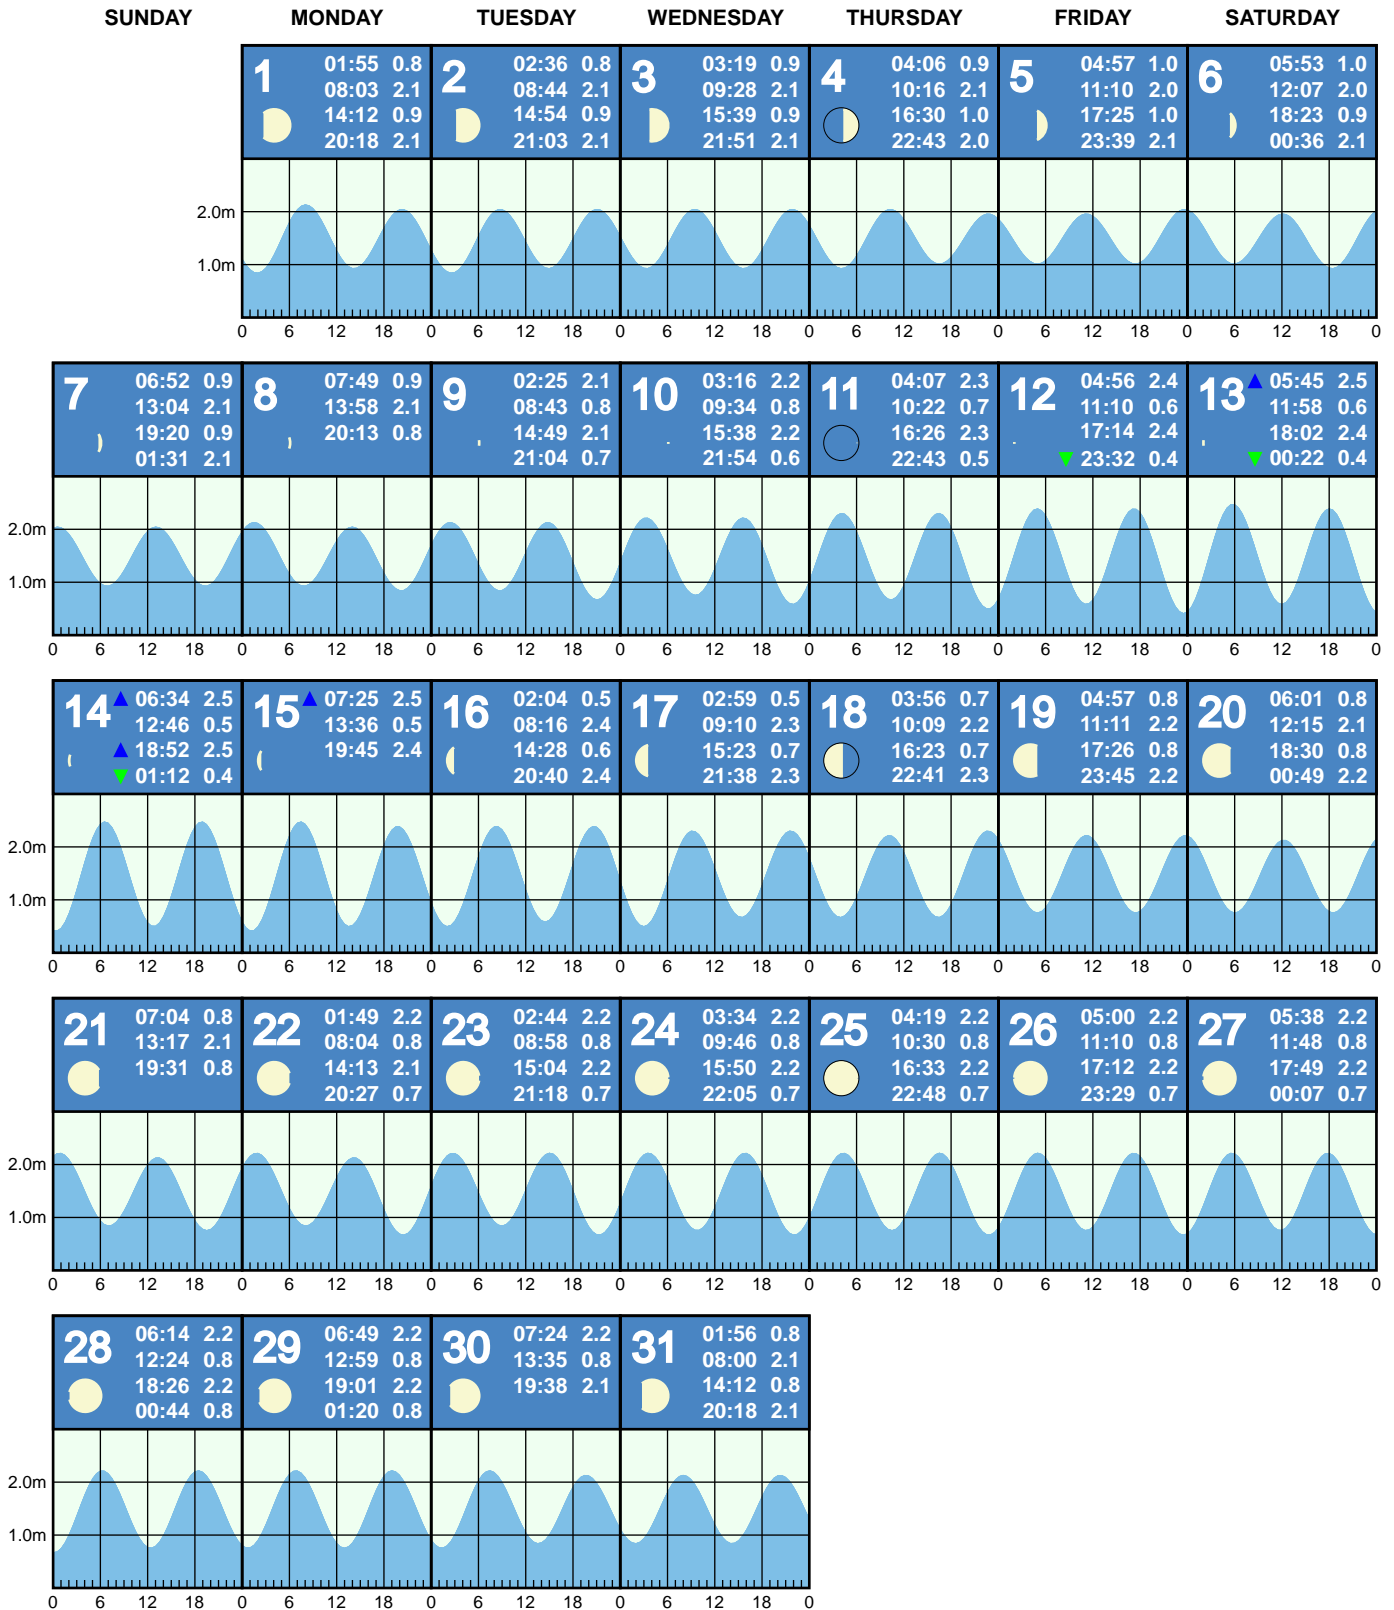 SUNDAY MONDAY TUESDAY WEDNESDAY THURSDAY FRIDAY SATURDAY
1 01:55 0.8
08:03 2.1
14:12 0.9
20:18 2.1
2 02:36 0.8
08:44 2.1
14:54 0.9
21:03 2.1
3 03:19 0.9
09:28 2.1
15:39 0.9
21:51 2.1
4 04:06 0.9
10:16 2.1
16:30 1.0
22:43 2.0
5 04:57 1.0
11:10 2.0
17:25 1.0
23:39 2.1
6 05:53 1.0
12:07 2.0
18:23 0.9
00:36 2.1
2.0m
1.0m
0 6 12 18 0 6 12 18 0 6 12 18 0 6 12 18 0 6 12 18 0 6 12 18 0
7 06:52 0.9
13:04 2.1
19:20 0.9
01:31 2.1
8 07:49 0.9
13:58 2.1
20:13 0.8
9 02:25 2.1
08:43 0.8
14:49 2.1
21:04 0.7
10 03:16 2.2
09:34 0.8
15:38 2.2
21:54 0.6
11 04:07 2.3
10:22 0.7
16:26 2.3
22:43 0.5
12 04:56 2.4
11:10 0.6
17:14 2.4
23:32 0.4
13 05:45 2.5
11:58 0.6
18:02 2.4
00:22 0.4
2.0m
1.0m
0 6 12 18 0 6 12 18 0 6 12 18 0 6 12 18 0 6 12 18 0 6 12 18 0 6 12 18 0
14 06:34 2.5
12:46 0.5
18:52 2.5
01:12 0.4
15 07:25 2.5
13:36 0.5
19:45 2.4
16 02:04 0.5
08:16 2.4
14:28 0.6
20:40 2.4
17 02:59 0.5
09:10 2.3
15:23 0.7
21:38 2.3
18 03:56 0.7
10:09 2.2
16:23 0.7
22:41 2.3
19 04:57 0.8
11:11 2.2
17:26 0.8
23:45 2.2
20 06:01 0.8
12:15 2.1
18:30 0.8
00:49 2.2
2.0m
1.0m
0 6 12 18 0 6 12 18 0 6 12 18 0 6 12 18 0 6 12 18 0 6 12 18 0 6 12 18 0
21 07:04 0.8
13:17 2.1
19:31 0.8
22 01:49 2.2
08:04 0.8
14:13 2.1
20:27 0.7
23 02:44 2.2
08:58 0.8
15:04 2.2
21:18 0.7
24 03:34 2.2
09:46 0.8
15:50 2.2
22:05 0.7
25 04:19 2.2
10:30 0.8
16:33 2.2
22:48 0.7
26 05:00 2.2
11:10 0.8
17:12 2.2
23:29 0.7
27 05:38 2.2
11:48 0.8
17:49 2.2
00:07 0.7
2.0m
1.0m
0 6 12 18 0 6 12 18 0 6 12 18 0 6 12 18 0 6 12 18 0 6 12 18 0 6 12 18 0
28 06:14 2.2
12:24 0.8
18:26 2.2
00:44 0.8
29 06:49 2.2
12:59 0.8
19:01 2.2
01:20 0.8
30 07:24 2.2
13:35 0.8
19:38 2.1
31 01:56 0.8
08:00 2.1
14:12 0.8
20:18 2.1
2.0m
1.0m
0 6 12 18 0 6 12 18 0 6 12 18 0 6 12 18 0